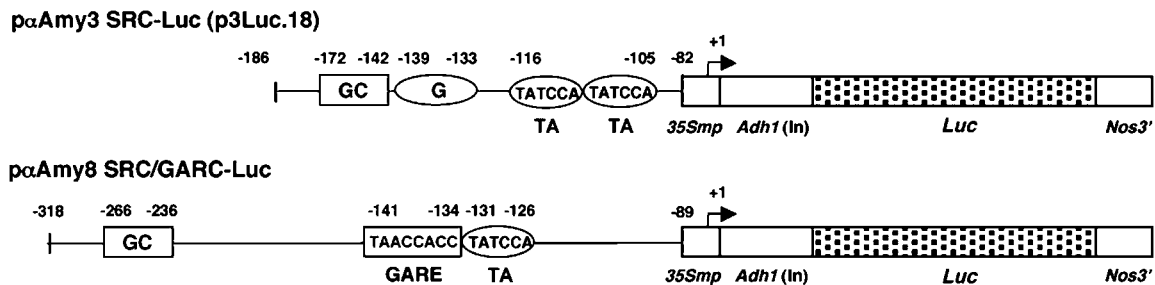 pαAmy3 SRC-Luc (p3Luc.18)
-186 -172 -142 -139 -133 -116 -105 -82 +1
GC G TATCCA TATCCA
TA TA 35Smp Adh1 (In) Luc Nos3'
pαAmy8 SRC/GARC-Luc
-318 -266 -236 -141 -134 -131 -126 -89 +1
GC TAACCACC TATCCA
GARE TA 35Smp Adh1 (In) Luc Nos3'